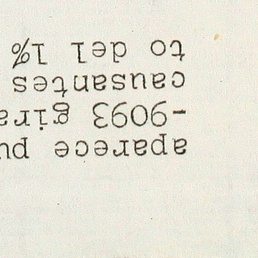 aparece pu
-9093 gira
causantes
to del 1%